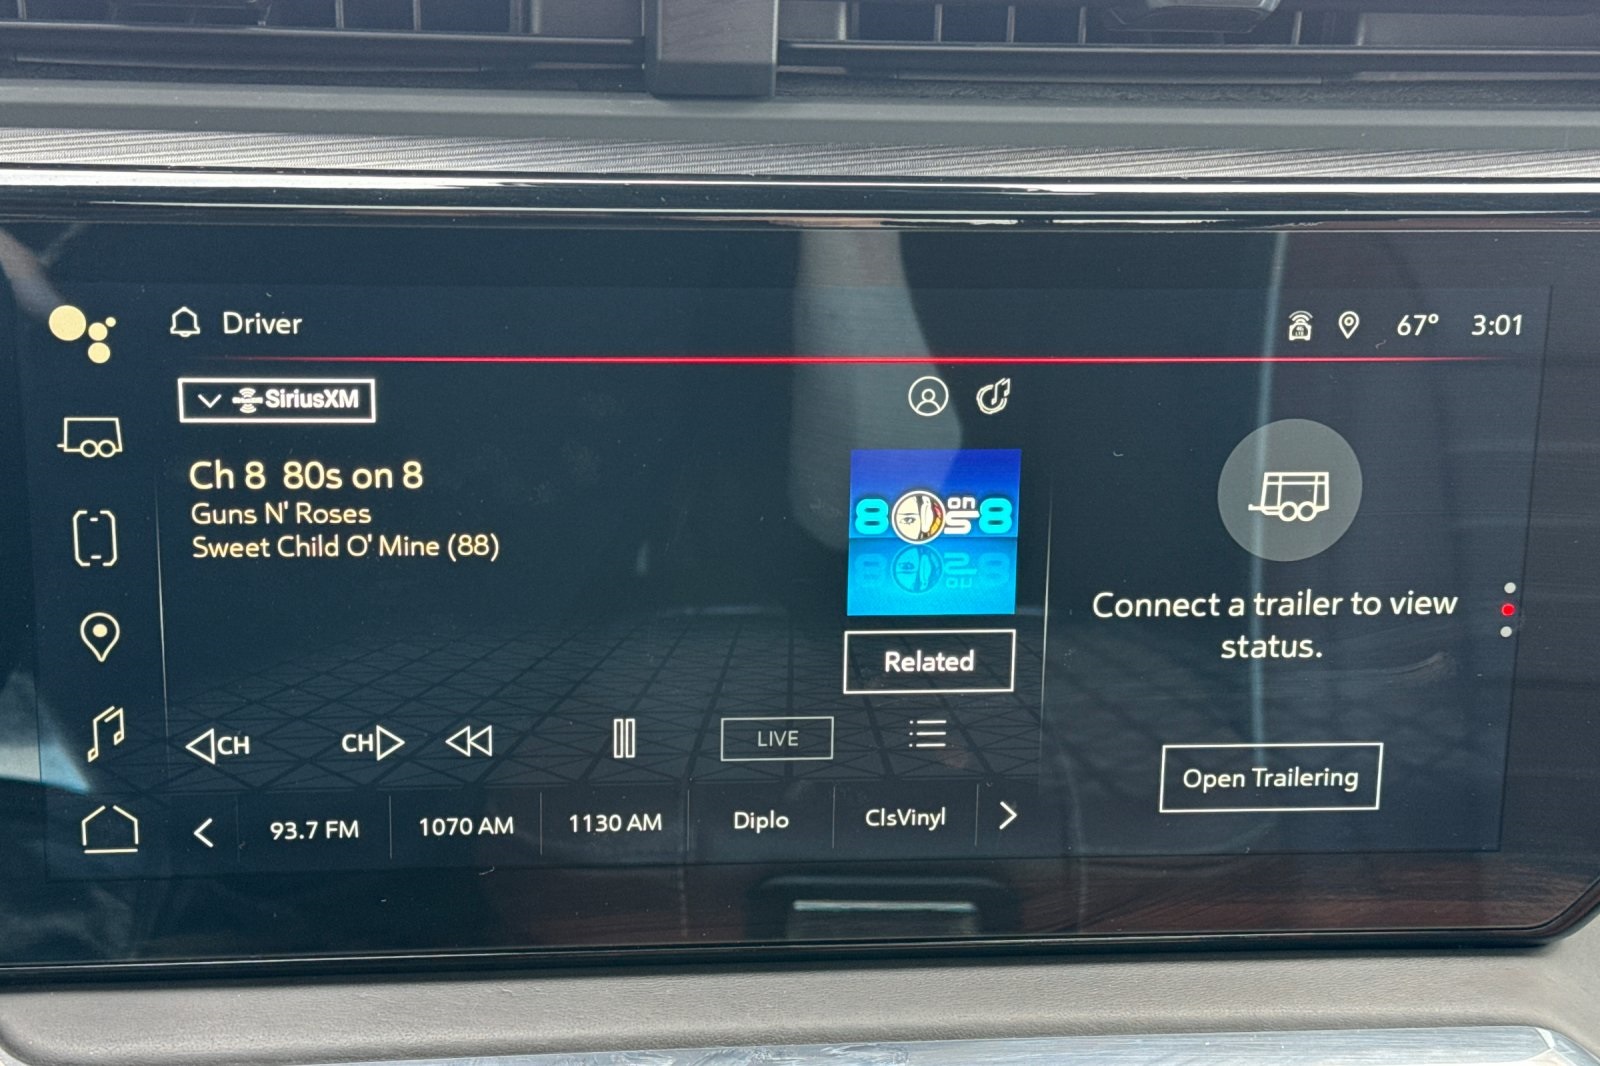 Driver
67° 3:01
SiriusXM
Ch 8 80s on 8
Guns N' Roses
Sweet Child O' Mine (88)
80s on 8
Related
Connect a trailer to view
status.
CH CH LIVE
Open Trailering
93.7 FM 1070 AM 1130 AM Diplo ClsVinyl